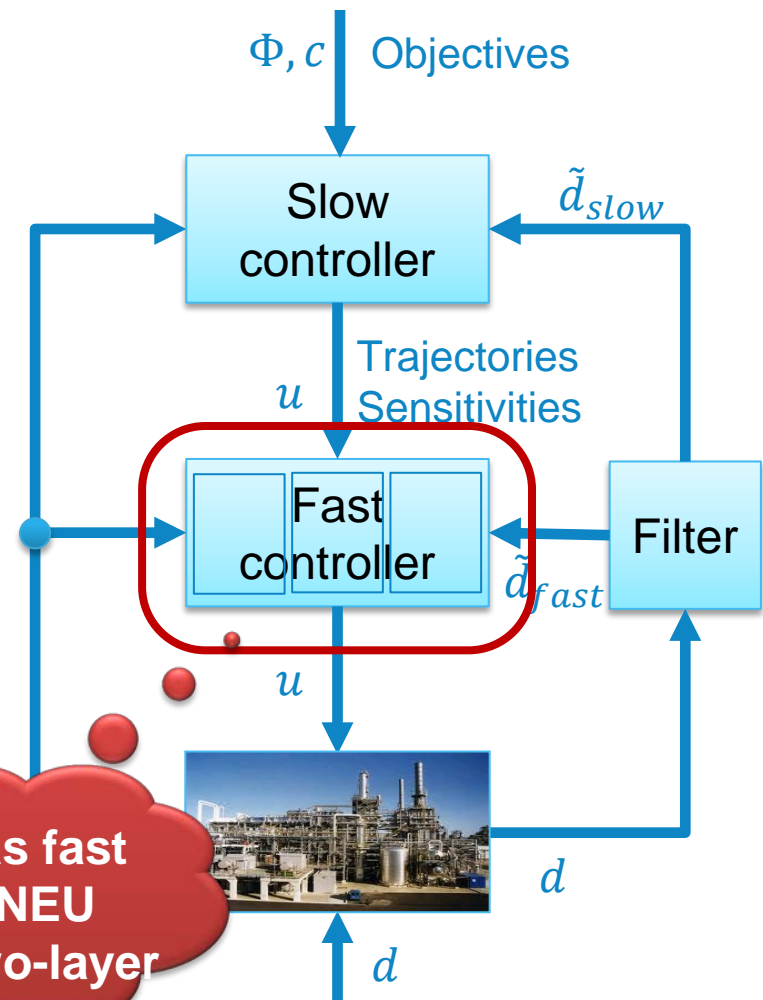 Φ, c Objectives
Slow
controller
d̃slow
Trajectories
u
Sensitivities
Fast
controller
Filter
d̃fast
u
fast
NEU
-layer
d
d